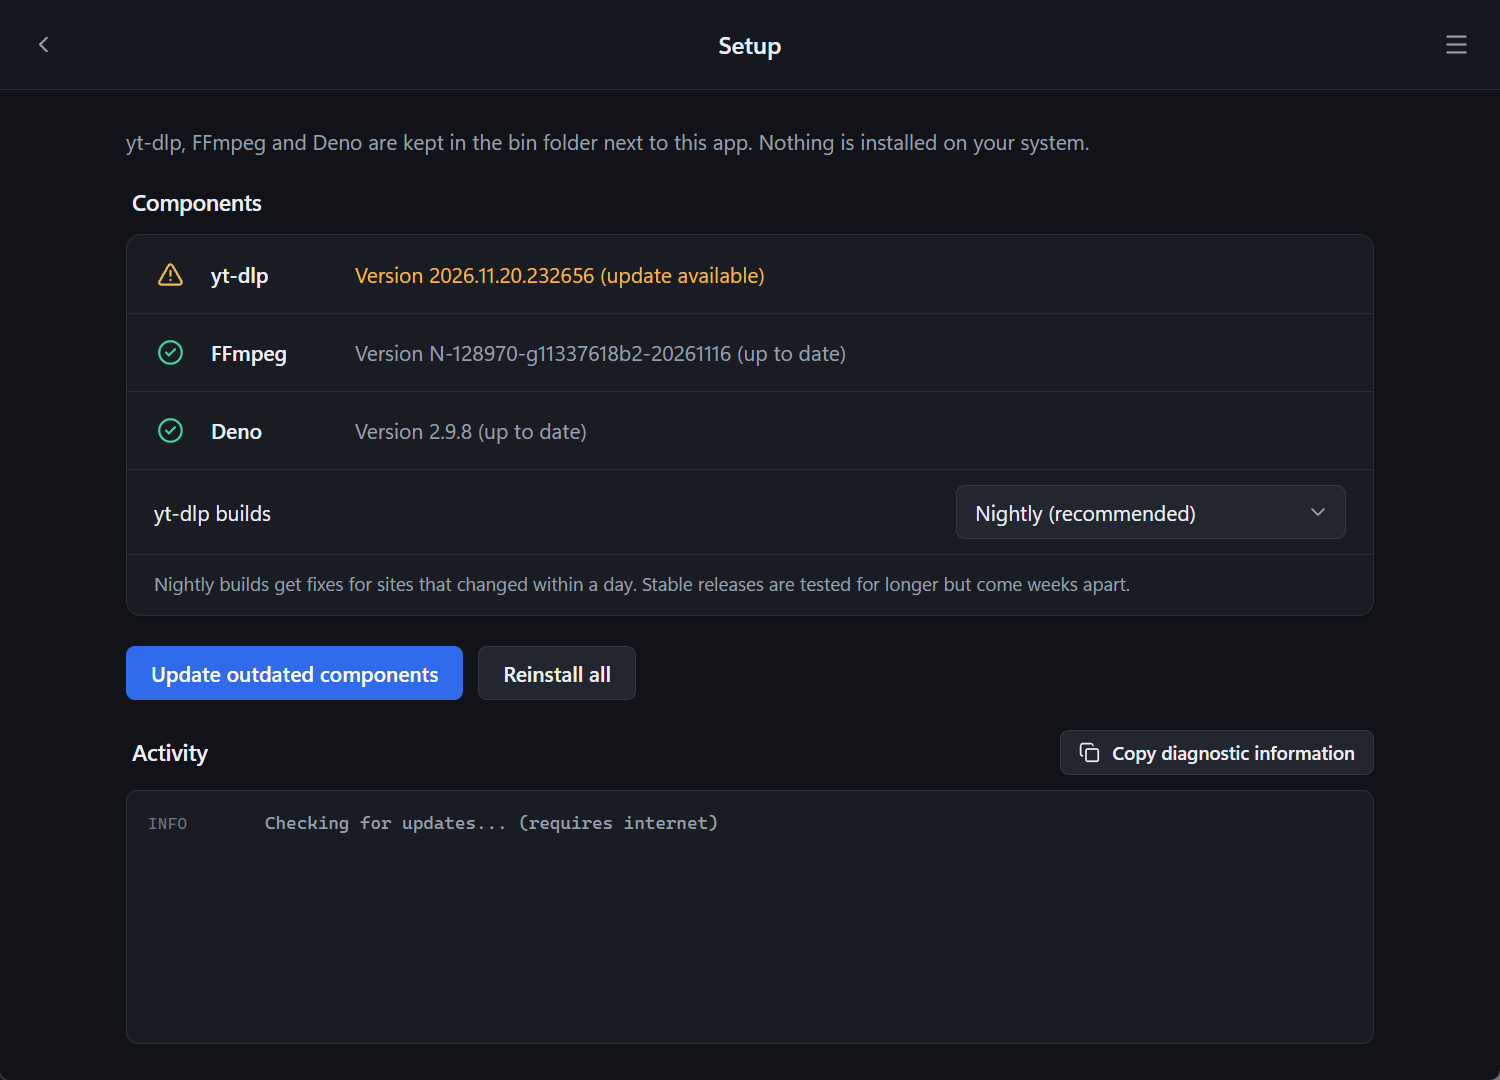 Setup
yt-dlp, FFmpeg and Deno are kept in the bin folder next to this app. Nothing is installed on your system.
Components
yt-dlp Version 2026.11.20.232656 (update available)
FFmpeg Version N-128970-g11337618b2-20261116 (up to date)
Deno Version 2.9.8 (up to date)
yt-dlp builds Nightly (recommended)
Nightly builds get fixes for sites that changed within a day. Stable releases are tested for longer but come weeks apart.
Update outdated components Reinstall all
Activity Copy diagnostic information
INFO Checking for updates... (requires internet)